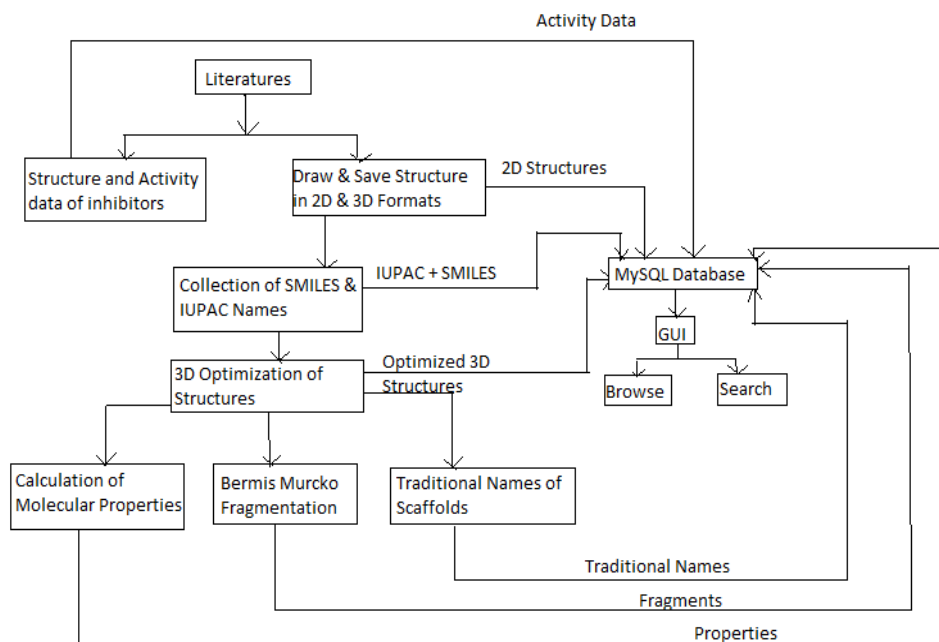 Activity Data
Literatures
Structure and Activity
data of inhibitors
Draw & Save Structure
in 2D & 3D Formats
2D Structures
Collection of SMILES &
IUPAC Names
IUPAC + SMILES
MySQL Database
GUI
Browse
Search
3D Optimization of
Structures
Optimized 3D
Structures
Calculation of
Molecular Properties
Bermis Murcko
Fragmentation
Traditional Names of
Scaffolds
Traditional Names
Fragments
Properties